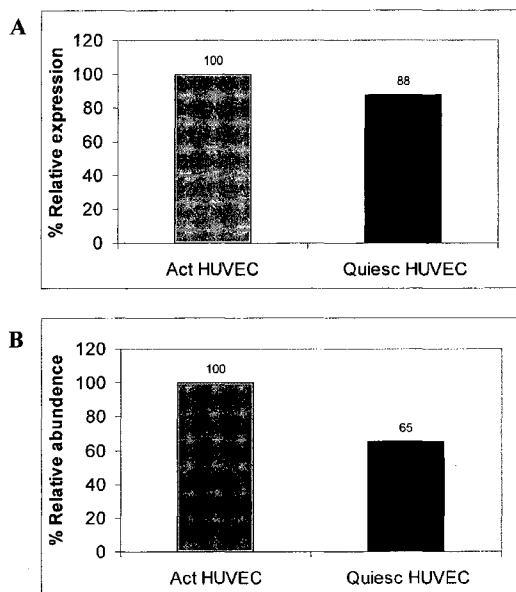 A
% Relative expression
120
100
80
60
40
20
0
100
88
Act HUVEC
Quiesc HUVEC
B
% Relative abundance
120
100
80
60
40
20
0
100
65
Act HUVEC
Quiesc HUVEC